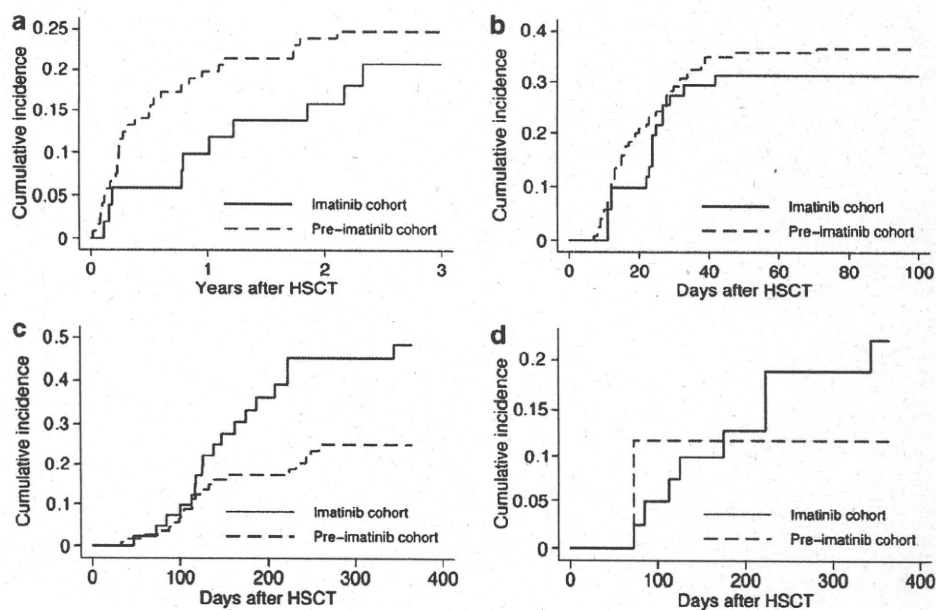 a
Cumulative incidence
0.25
0.2
0.15
0.1
0.05
0
Imatinib cohort
Pre-imatinib cohort
0 1 2 3
Years after HSCT
b
Cumulative incidence
0.4
0.3
0.2
0.1
0
Imatinib cohort
Pre-imatinib cohort
0 20 40 60 80 100
Days after HSCT
c
Cumulative incidence
0.5
0.4
0.3
0.2
0.1
0
Imatinib cohort
Pre-imatinib cohort
0 100 200 300 400
Days after HSCT
d
Cumulative incidence
0.2
0.15
0.1
0.05
0
Imatinib cohort
Pre-imatinib cohort
0 100 200 300 400
Days after HSCT